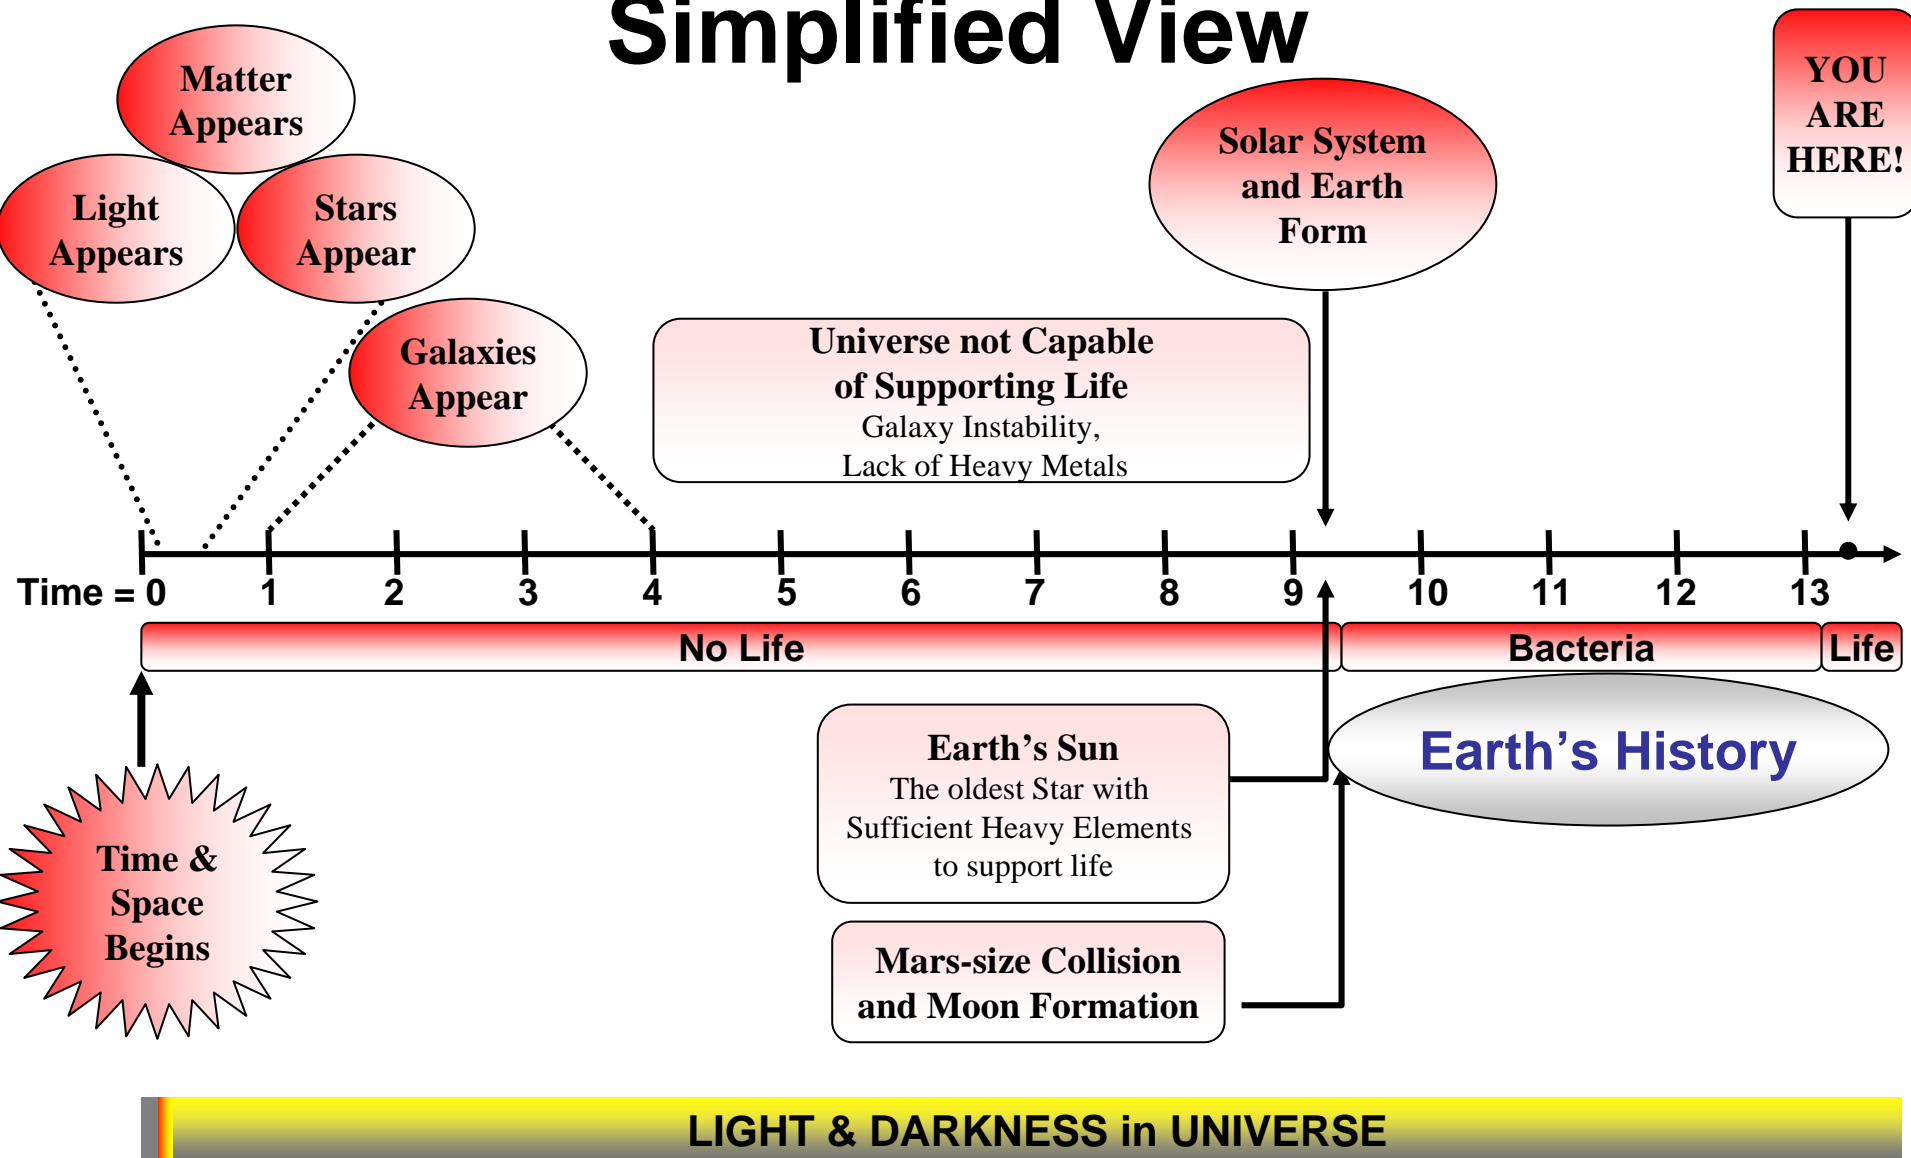 Simplified View
Matter
Appears
Light
Appears
Stars
Appear
Galaxies
Appear
Universe not Capable
of Supporting Life
Galaxy Instability,
Lack of Heavy Metals
Solar System
and Earth
Form
YOU
ARE
HERE!
Time = 0 1 2 3 4 5 6 7 8 9 10 11 12 13
No Life Bacteria Life
Time &
Space
Begins
Earth's Sun
The oldest Star with
Sufficient Heavy Elements
to support life
Earth's History
Mars-size Collision
and Moon Formation
LIGHT & DARKNESS in UNIVERSE